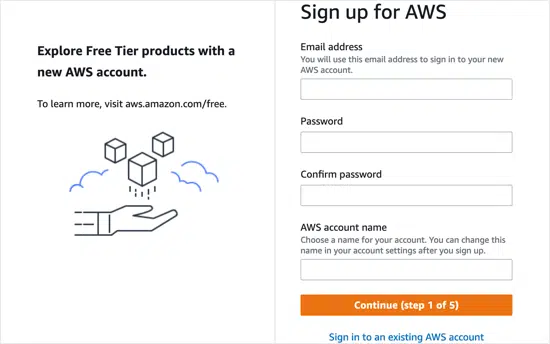 Explore Free Tier products with a
new AWS account.
To learn more, visit aws.amazon.com/free.
Sign up for AWS
Email address
You will use this email address to sign in to your new
AWS account.
Password
Confirm password
AWS account name
Choose a name for your account. You can change this
name in your account settings after you sign up.
Continue (step 1 of 5)
Sign in to an existing AWS account